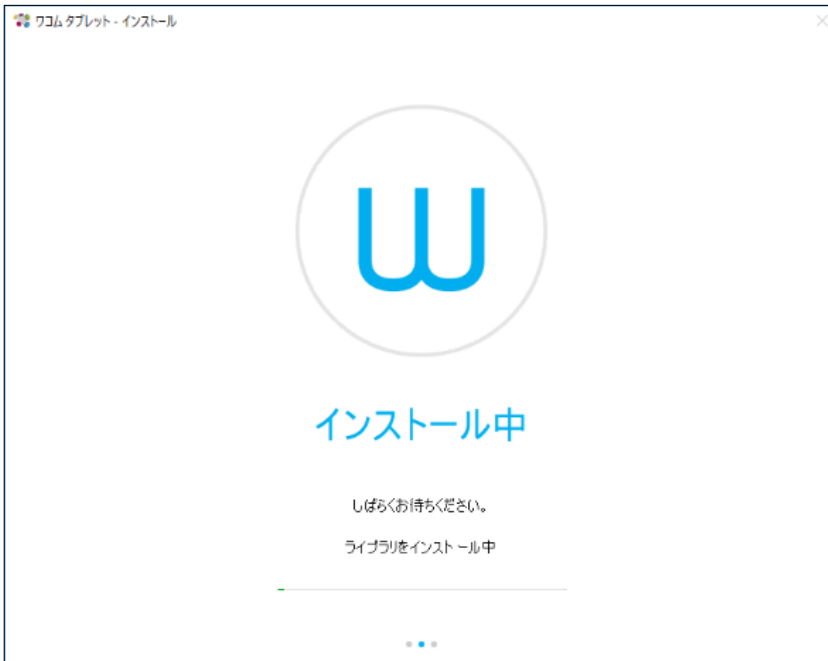 ワコム タブレット - インストール
W
インストール中
しばらくお待ちください。
ライブラリをインストール中